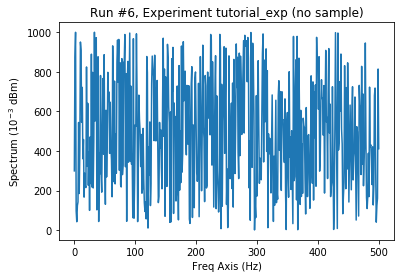 Run #6, Experiment tutorial_exp (no sample)
1000
800
600
400
200
0
Spectrum (10⁻³ dBm)
0 100 200 300 400 500
Freq Axis (Hz)